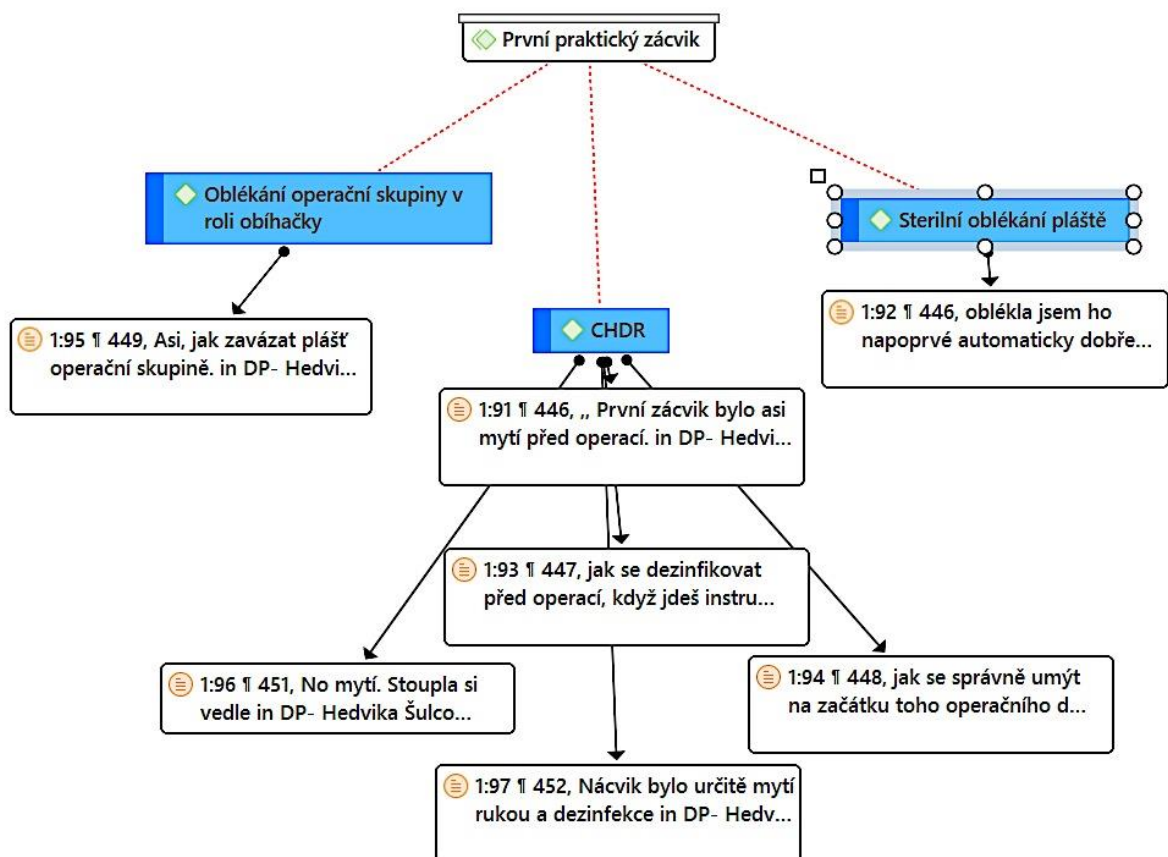 První praktický zácvik
Oblékání operační skupiny v
roli obíhačky
Sterilní oblékání pláště
1:95 ¶ 449, Asi, jak zavázat plášť
operační skupině. in DP- Hedvi...
CHDR
1:92 ¶ 446, oblékla jsem ho
napoprvé automaticky dobře...
1:91 ¶ 446, ,, První zácvik bylo asi
mytí před operací. in DP- Hedvi...
1:93 ¶ 447, jak se dezinfikovat
před operací, když jdeš instru...
1:96 ¶ 451, No mytí. Stoupla si
vedle in DP- Hedvika Šulco...
1:94 ¶ 448, jak se správně umýt
na začátku toho operačního d...
1:97 ¶ 452, Nácvik bylo určitě mytí
rukou a dezinfekce in DP- Hedv...